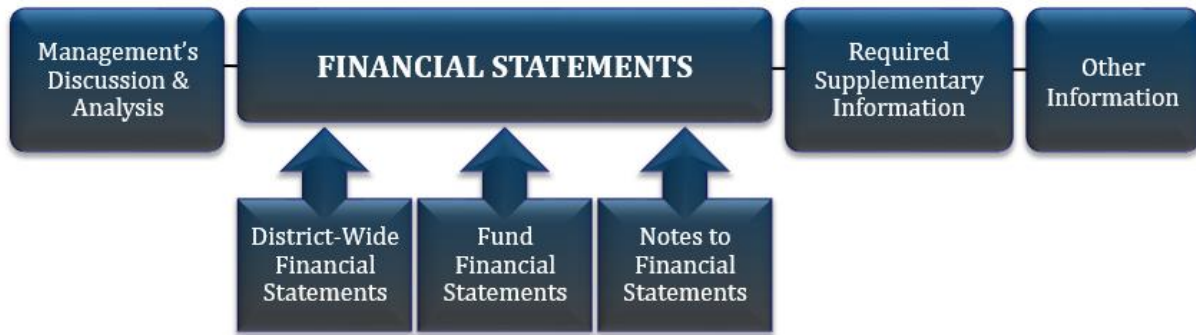 Management’s
Discussion &
Analysis
FINANCIAL STATEMENTS
Required
Supplementary
Information
Other
Information
District-Wide
Financial
Statements
Fund
Financial
Statements
Notes to
Financial
Statements